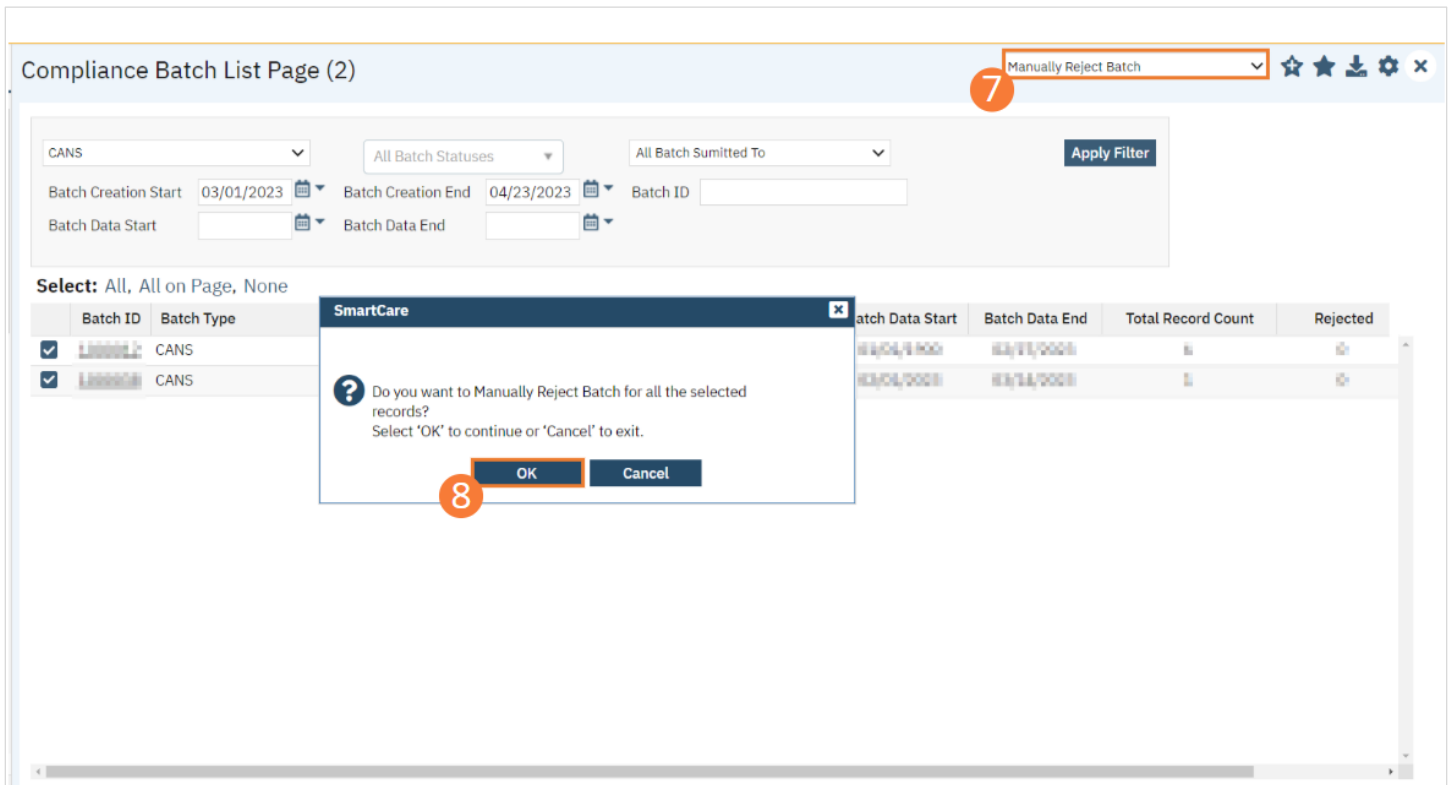 Compliance Batch List Page (2)
Manually Reject Batch
7
CANS
All Batch Statuses
All Batch Sumitted To
Apply Filter
Batch Creation Start 03/01/2023 Batch Creation End 04/23/2023 Batch ID
Batch Data Start Batch Data End
Select: All, All on Page, None
Batch ID Batch Type atch Data Start Batch Data End Total Record Count Rejected
CANS
CANS
SmartCare
Do you want to Manually Reject Batch for all the selected
records?
Select ‘OK’ to continue or ‘Cancel’ to exit.
OK Cancel
8